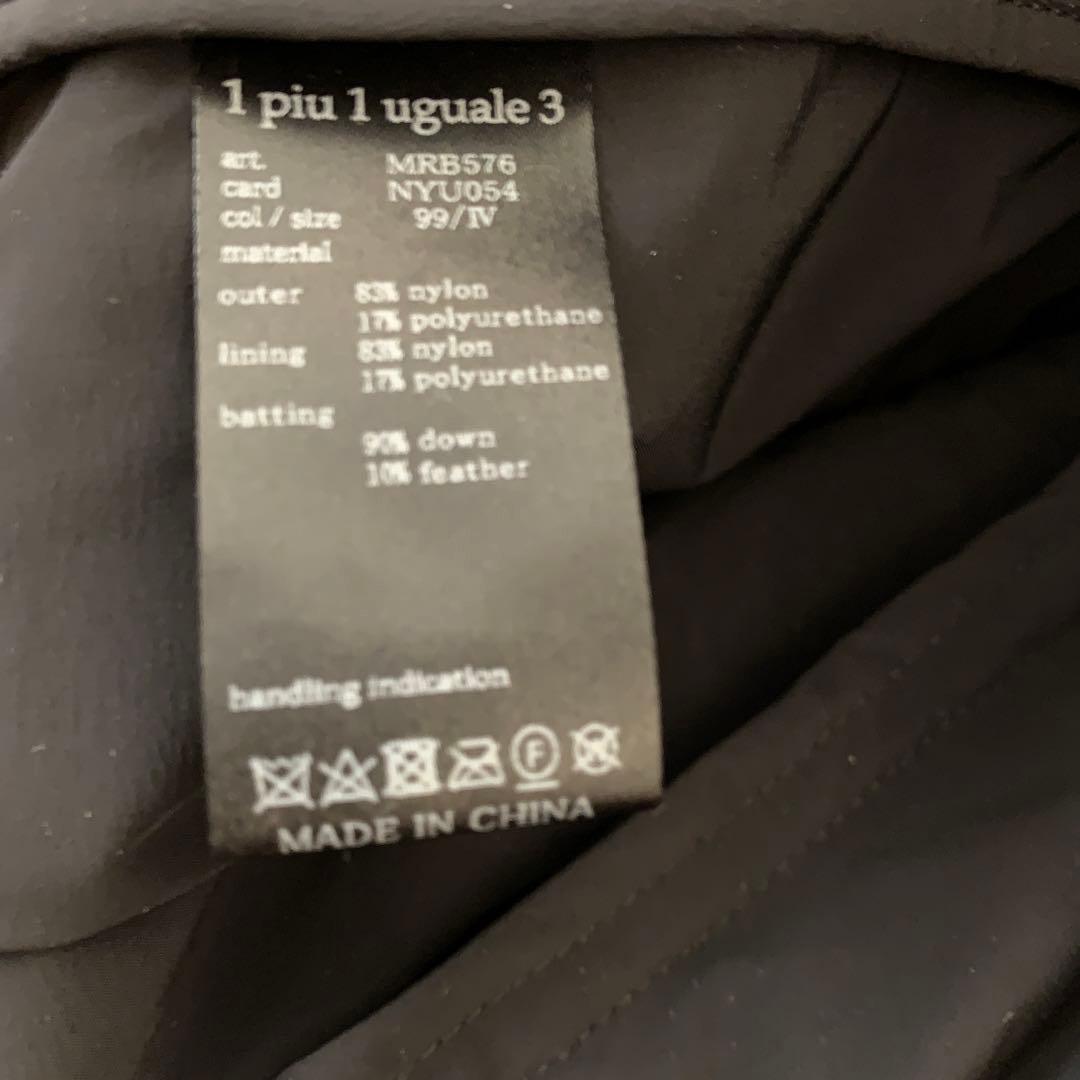 1 piu 1 uguale 3
art. MRB576
card NYU054
col / size 99/IV
material
outer 83% nylon
17% polyurethane
lining 83% nylon
17% polyurethane
batting
90% down
10% feather
handling indication
F
MADE IN CHINA